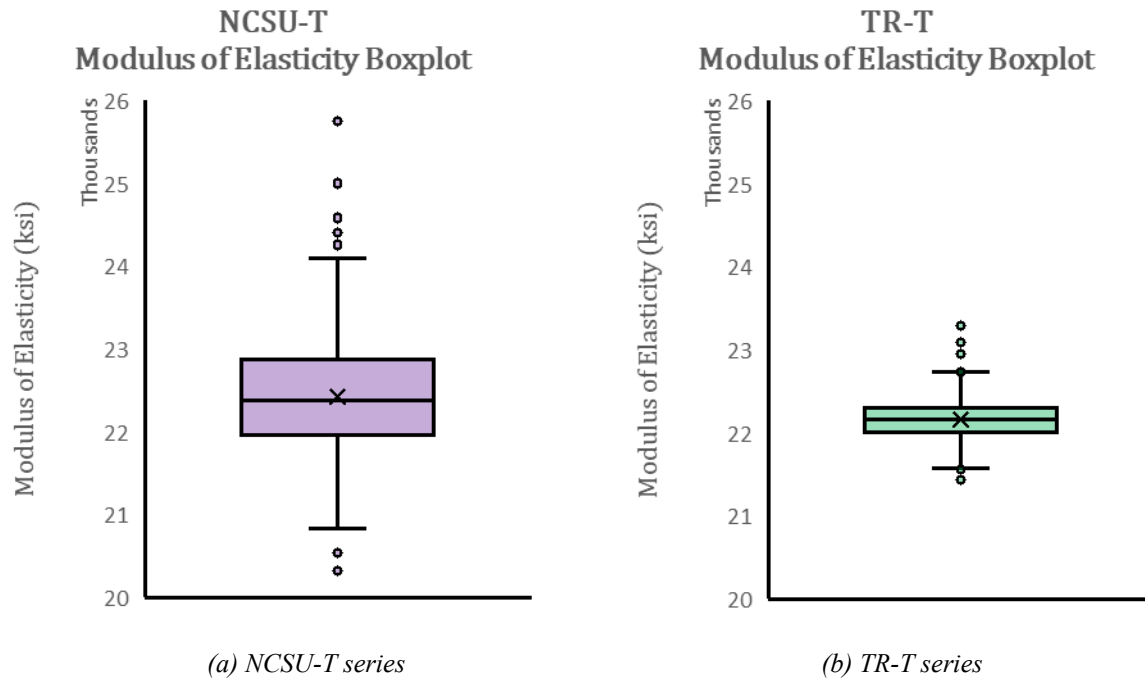 NCSU-T
Modulus of Elasticity Boxplot
Modulus of Elasticity (ksi)
Thousands
26
25
24
23
22
21
20
(a) NCSU-T series
TR-T
Modulus of Elasticity Boxplot
Modulus of Elasticity (ksi)
Thousands
26
25
24
23
22
21
20
(b) TR-T series